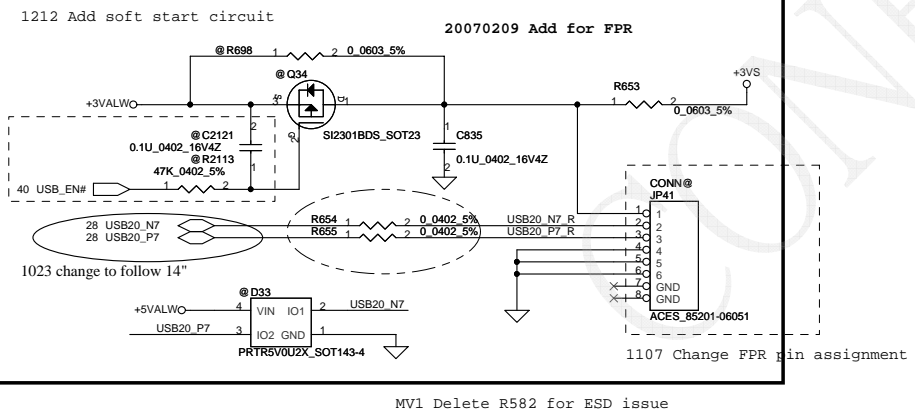 1212 Add soft start circuit
20070209 Add for FPR
@R698 1 2 0_0603_5%
@Q34
+3VALW 3 S D 1
G 2
SI2301BDS_SOT23
R653
+3VS
1 2
0_0603_5%
2
@C2121
0.1U_0402_16V4Z
1
@R2113
47K_0402_5%
40 USB_EN# 1 2
1
C835
0.1U_0402_16V4Z
2
CONN@
JP41
28 USB20_N7 R654 1 2 0_0402_5% USB20_N7_R
28 USB20_P7 R655 1 2 0_0402_5% USB20_P7_R
1 1
2 2
3 3
4 4
5 5
6 6
7 GND
8 GND
ACES_85201-06051
1023 change to follow 14"
@D33
+5VALW 4 VIN IO1 2 USB20_N7
USB20_P7 3 IO2 GND 1
PRTR5V0U2X_SOT143-4
1107 Change FPR pin assignment
MV1 Delete R582 for ESD issue